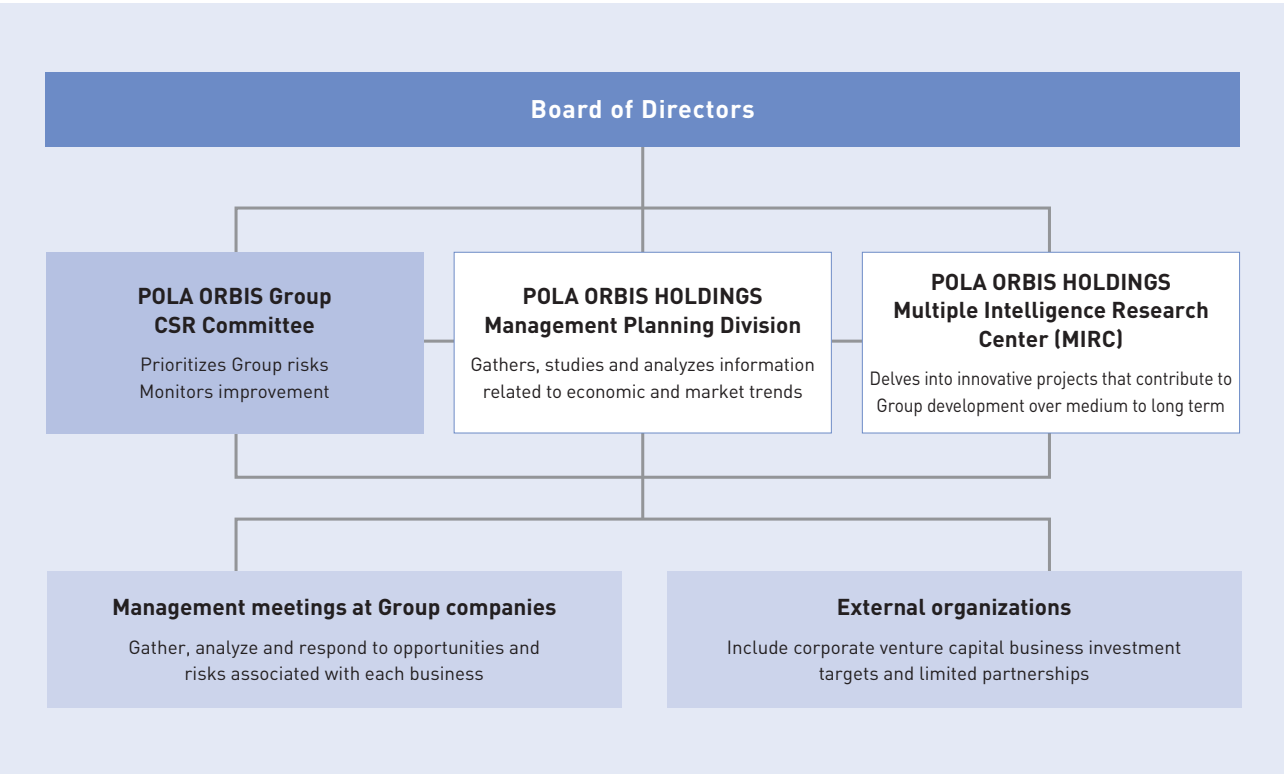 Board of Directors
POLA ORBIS Group
CSR Committee
Prioritizes Group risks
Monitors improvement
POLA ORBIS HOLDINGS
Management Planning Division
Gathers, studies and analyzes information
related to economic and market trends
POLA ORBIS HOLDINGS
Multiple Intelligence Research
Center (MIRC)
Delves into innovative projects that contribute to
Group development over medium to long term
Management meetings at Group companies
Gather, analyze and respond to opportunities and
risks associated with each business
External organizations
Include corporate venture capital business investment
targets and limited partnerships